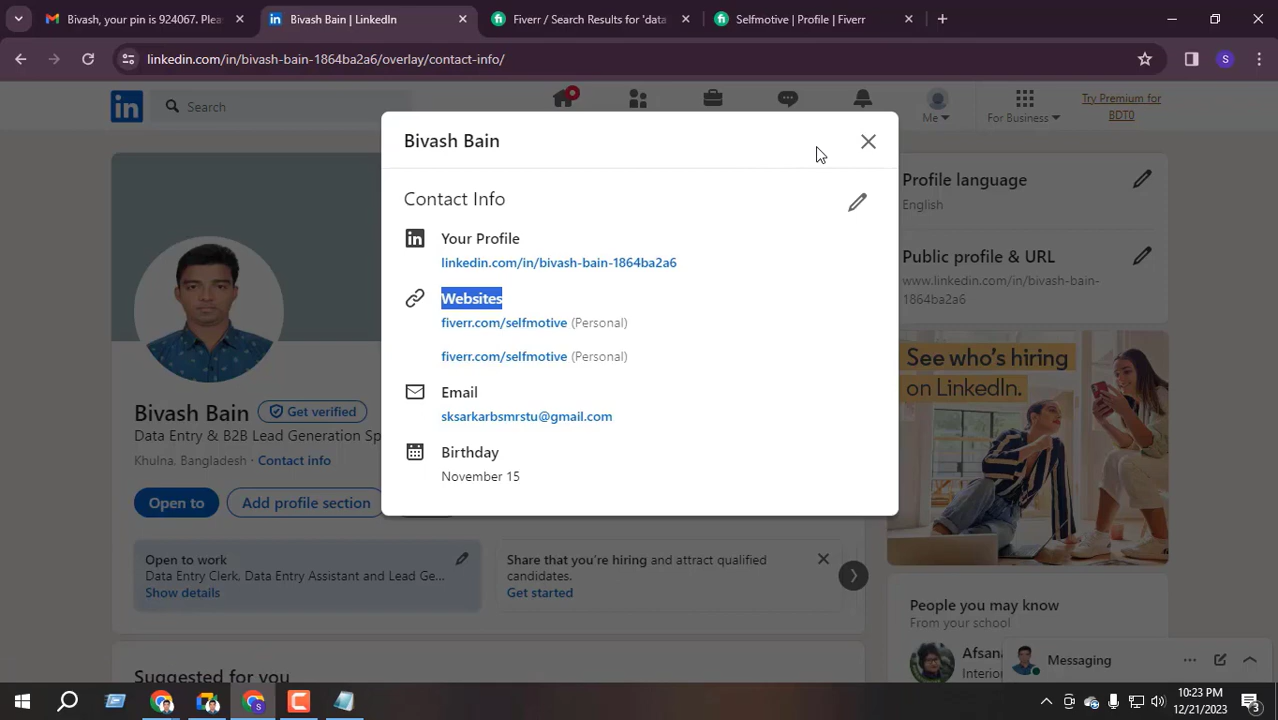 Bivash, your pin is 924067. Plea
Bivash Bain | LinkedIn
Fiverr / Search Results for 'data
Selfmotive | Profile | Fiverr
linkedin.com/in/bivash-bain-1864ba2a6/overlay/contact-info/
S
in
Search
Me
For Business
Try Premium for
BDT0
Bivash Bain
Contact Info
Your Profile
linkedin.com/in/bivash-bain-1864ba2a6
Websites
fiverr.com/selfmotive (Personal)
fiverr.com/selfmotive (Personal)
Email
sksarkarbsmrstu@gmail.com
Birthday
November 15
Bivash Bain
Get verified
Data Entry & B2B Lead Generation Sp
Khulna, Bangladesh · Contact info
Open to
Add profile section
Open to work
Data Entry Clerk, Data Entry Assistant and Lead Ge...
Show details
Share that you're hiring and attract qualified
candidates.
Get started
Suggested for you
Profile language
English
Public profile & URL
www.linkedin.com/in/bivash-bain-
1864ba2a6
See who's hiring
on LinkedIn.
People you may know
From your school
Afsana
Interior
Messaging
10:23 PM
12/21/2023
3